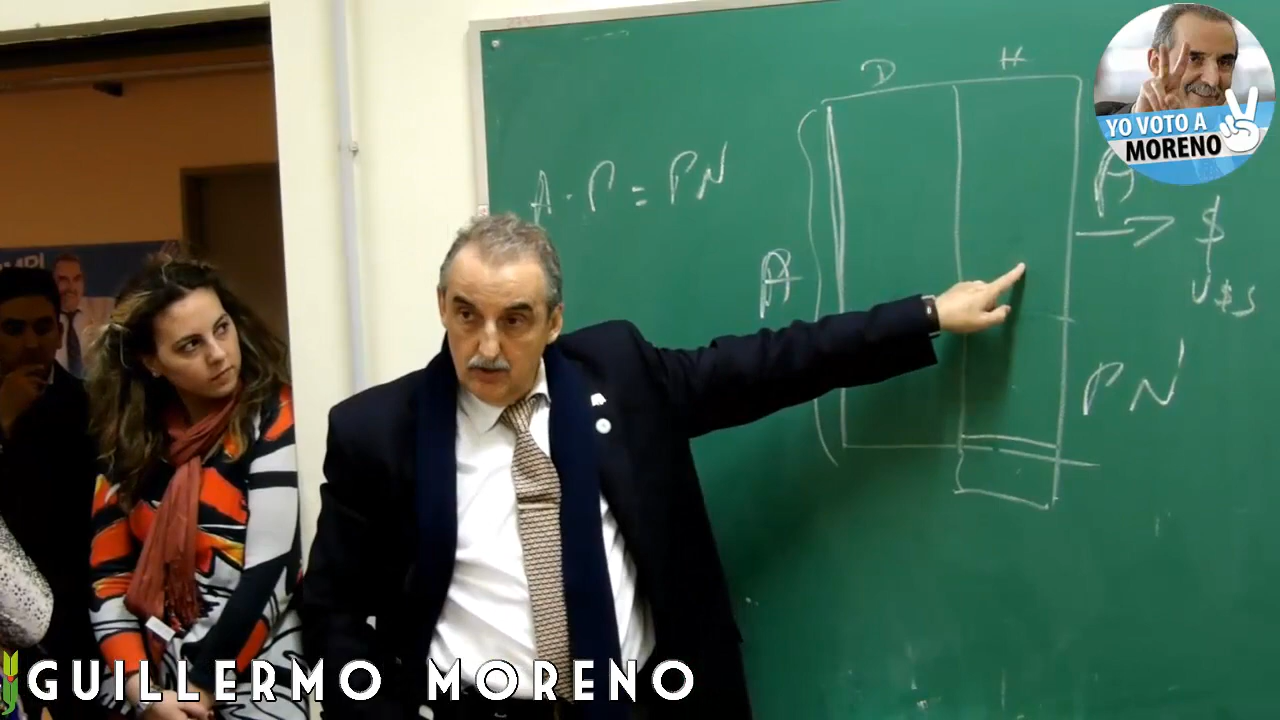 D H
A . P = PN
A
A
$
U$S
PN
YO VOTO A
MORENO
GUILLERMO MORENO